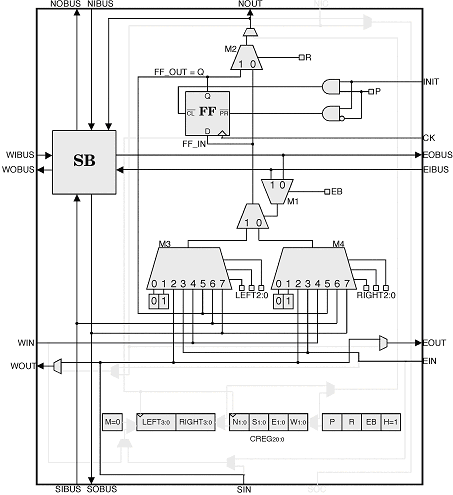 NOBUS NIBUS NOUT
M2
1 0
R
FF_OUT = Q
Q
INIT
CL FF PR
P
D
CK
FF_IN
WIBUS
EOBUS
SB
WOBUS
EIBUS
1 0
EB
M1
1 0
M3
M4
0 1 2 3 4 5 6 7
0 1 2 3 4 5 6 7
0 1
LEFT2:0
0 1
RIGHT2:0
WIN
EOUT
EIN
WOUT
M=0
LEFT3:0 RIGHT3:0
N1:0 S1:0 E1:0 W1:0
P R EB H=1
CREG20:0
SIBUS SOBUS
SIN